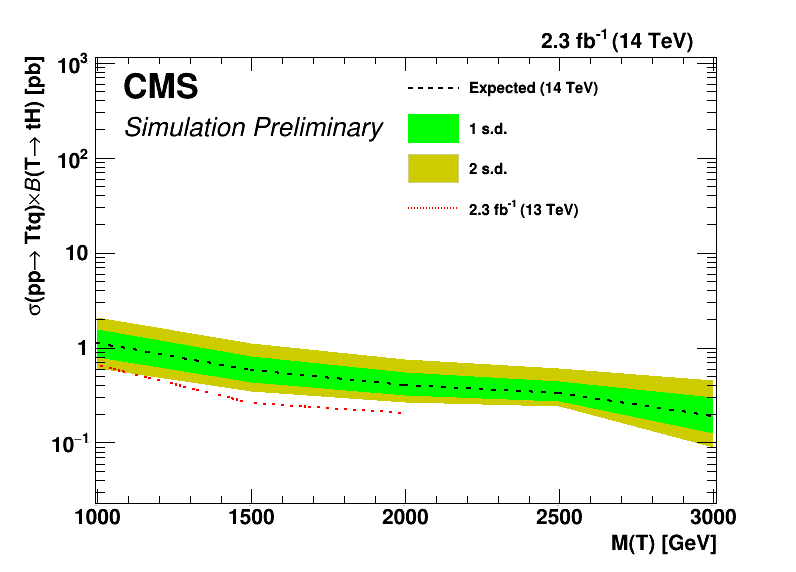 2.3 fb⁻¹ (14 TeV)
σ(pp→ Ttq)×B(T→ tH) [pb]
CMS
Simulation Preliminary
Expected (14 TeV)
1 s.d.
2 s.d.
2.3 fb⁻¹ (13 TeV)
10³
10²
10
1
10⁻¹
1000 1500 2000 2500 3000
M(T) [GeV]